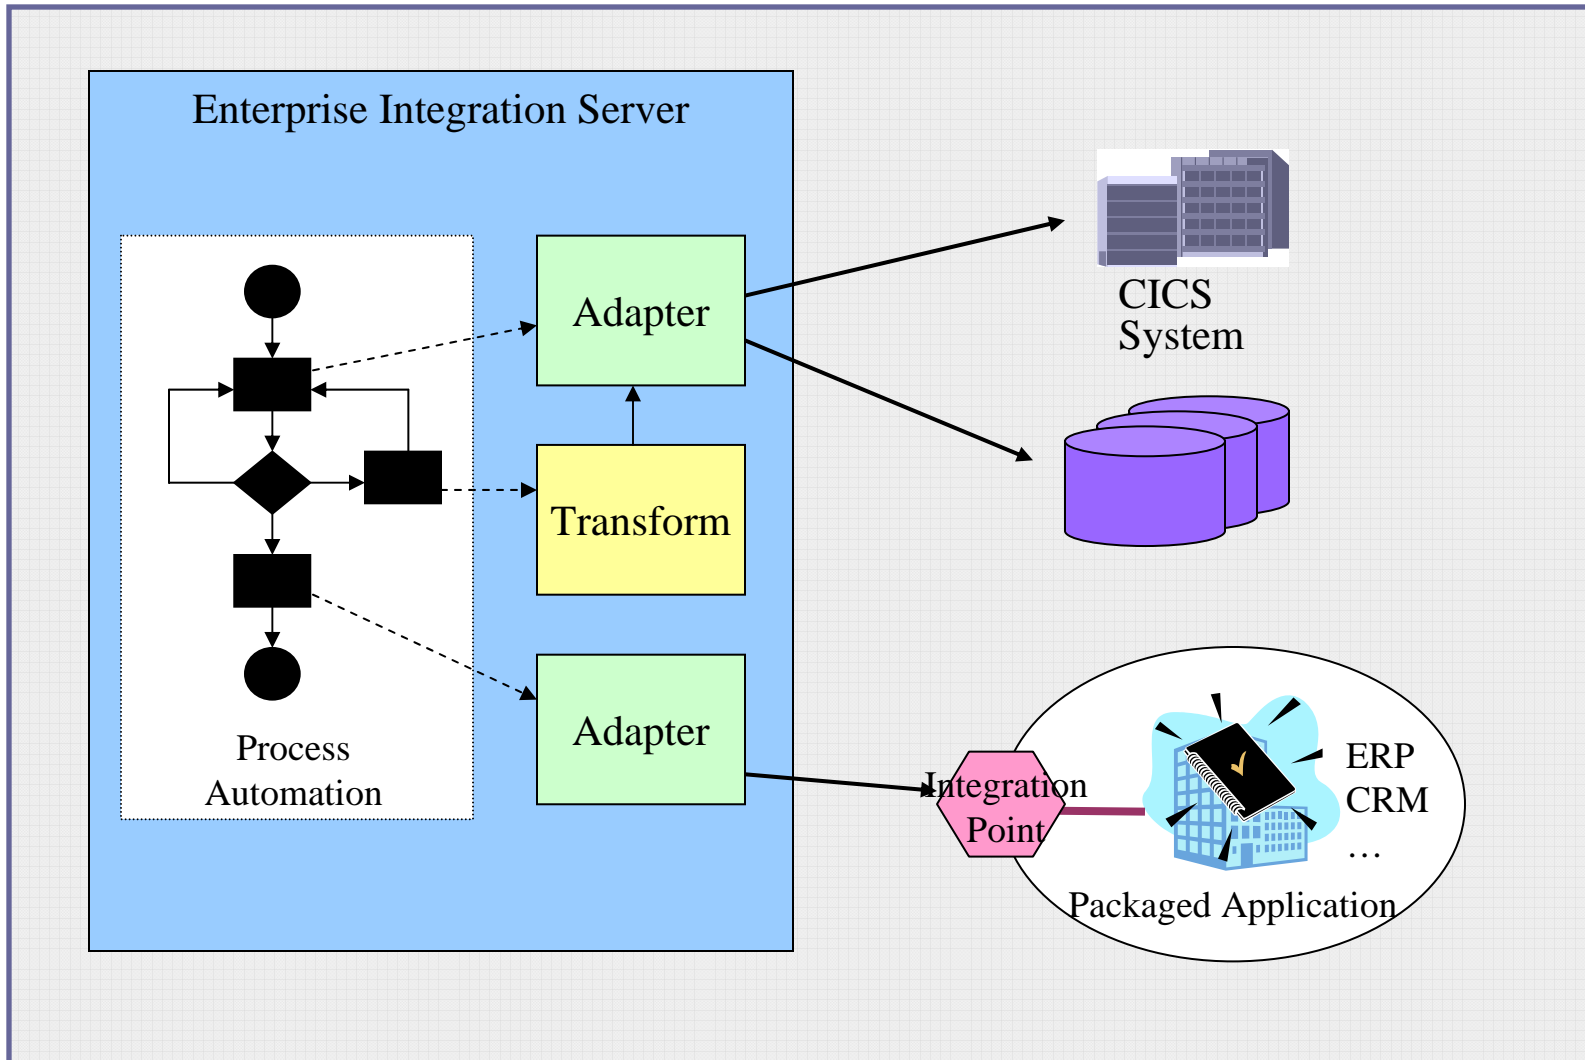 Enterprise Integration Server
Adapter
CICS
System
Transform
Process
Automation
Adapter
Integration
Point
ERP
CRM
…
Packaged Application